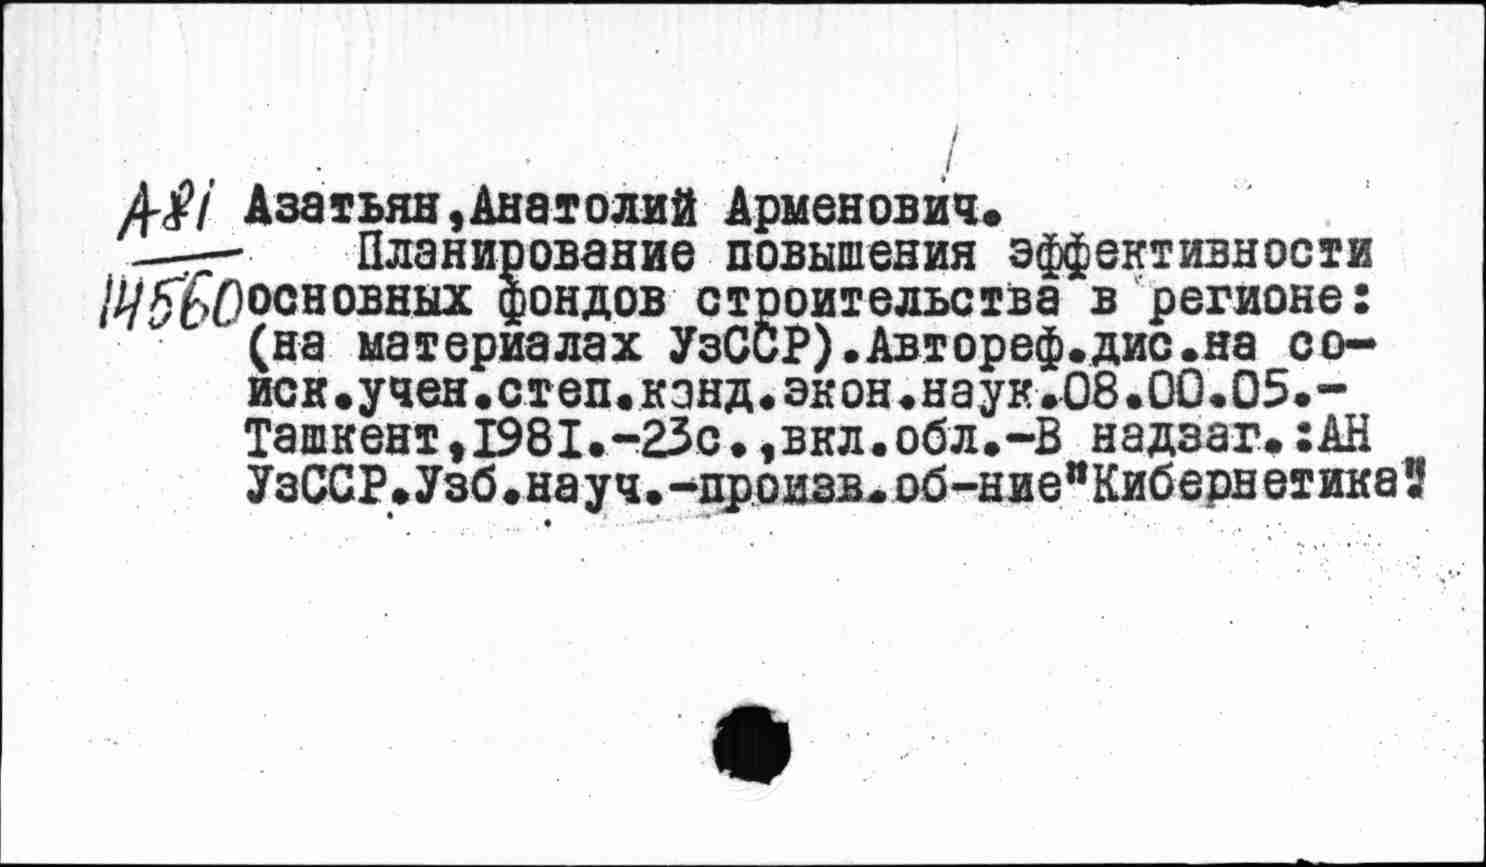 А81 Азатьян,Анатолий Арменович.
Планирование повышения эффективности
14560 основных фондов строительства в регионе:
(на материалах УзССР).Автореф.дис.на со-
иск.учен.степ.канд.экон.наук.08.00.05.-
Ташкент,1981.-23с.,вкл.обл.-В надзаг.:АН
УзССР.Узб.науч.-произв.об-ние"Кибернетика".